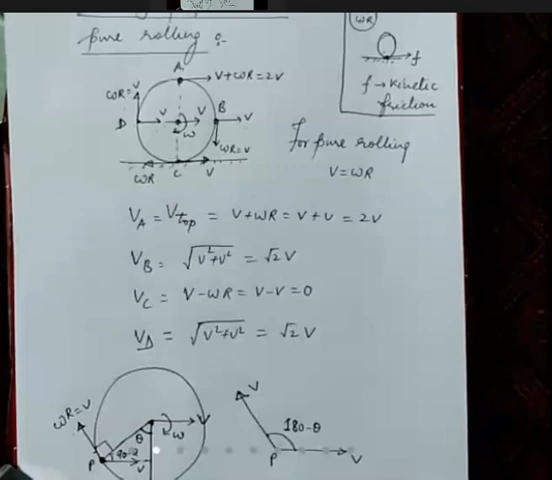 pure rolling :-
A
V+ωR=2V
ωR=V
D
V
V
B
V
ω
ωR=V
ωR
C
V
ωR
f
f → kinetic
friction
For pure rolling
V=ωR
V_A = V_top = V+ωR = V+V = 2V
V_B = √V²+V² = √2 V
V_C = V-ωR = V-V = 0
V_D = √V²+V² = √2 V
ωR=V
θ
ω
V
P
V
V
180-θ
P
V